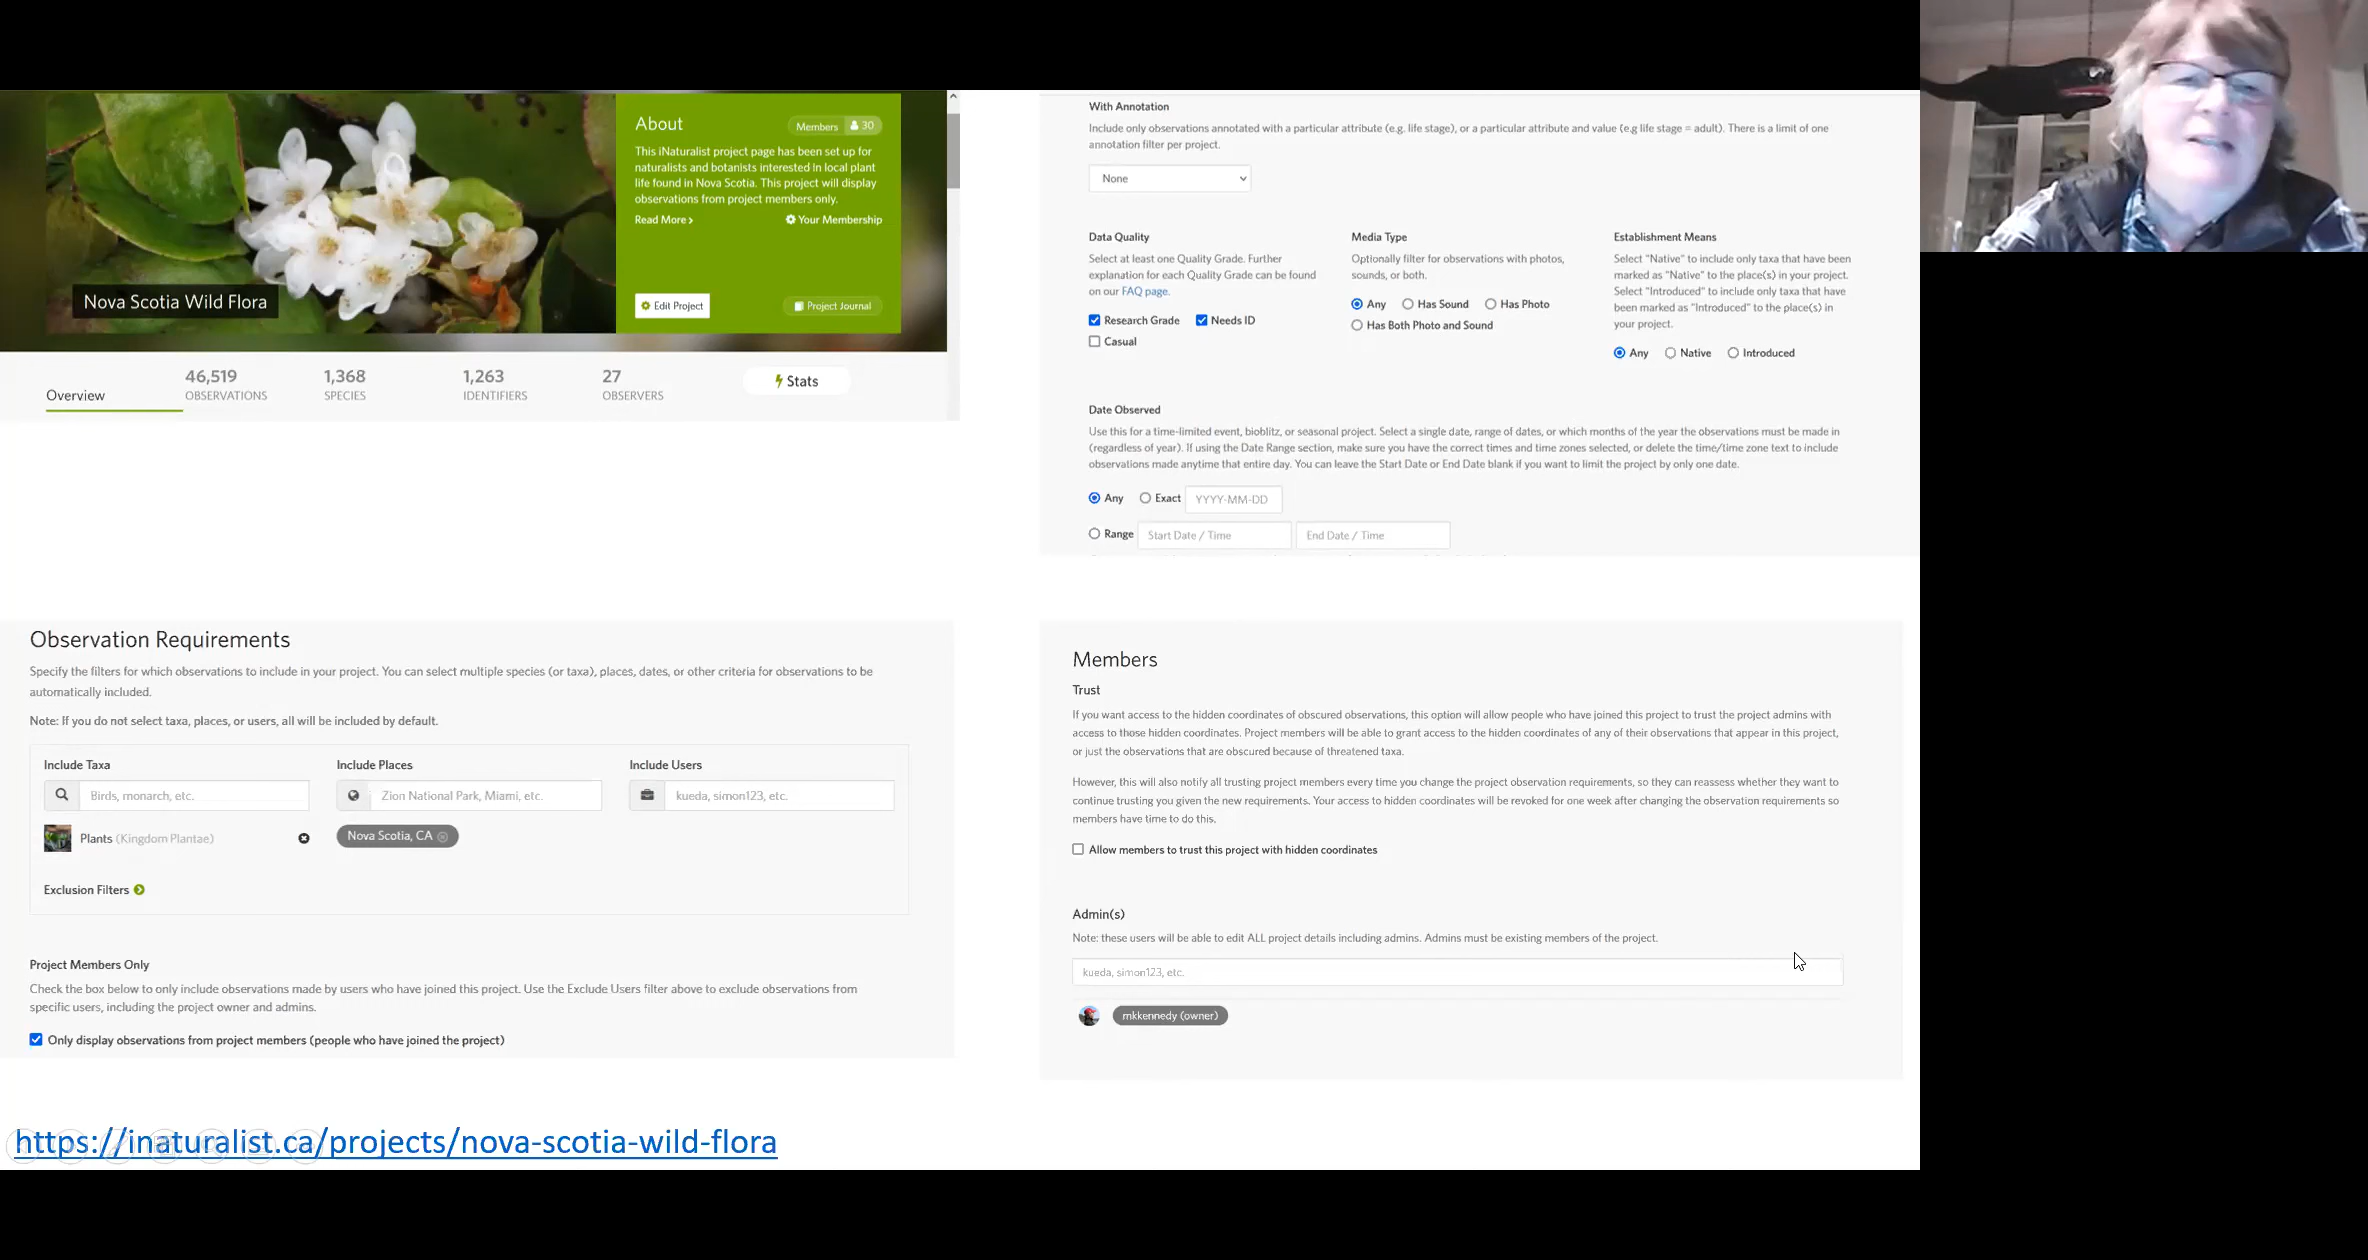 About
Members 30
This iNaturalist project page has been set up for
naturalists and botanists interested in local plant
life found in Nova Scotia. This project will display
observations from project members only.
Read More >
Your Membership
Nova Scotia Wild Flora
Edit Project
Project Journal
Overview
46,519
OBSERVATIONS
1,368
SPECIES
1,263
IDENTIFIERS
27
OBSERVERS
Stats
With Annotation
Include only observations annotated with a particular attribute (e.g. life stage), or a particular attribute and value (e.g life stage = adult). There is a limit of one
annotation filter per project.
None
Data Quality
Select at least one Quality Grade. Further
explanation for each Quality Grade can be found
on our FAQ page.
Research Grade Needs ID
Casual
Media Type
Optionally filter for observations with photos,
sounds, or both.
Any Has Sound Has Photo
Has Both Photo and Sound
Establishment Means
Select "Native" to include only taxa that have been
marked as "Native" to the place(s) in your project.
Select "Introduced" to include only taxa that have
been marked as "Introduced" to the place(s) in
your project.
Any Native Introduced
Date Observed
Use this for a time-limited event, bioblitz, or seasonal project. Select a single date, range of dates, or which months of the year the observations must be made in
(regardless of year). If using the Date Range section, make sure you have the correct times and time zones selected, or delete the time/time zone text to include
observations made anytime that entire day. You can leave the Start Date or End Date blank if you want to limit the project by only one date.
Any Exact YYYY-MM-DD
Range Start Date / Time End Date / Time
Observation Requirements
Specify the filters for which observations to include in your project. You can select multiple species (or taxa), places, dates, or other criteria for observations to be
automatically included.
Note: If you do not select taxa, places, or users, all will be included by default.
Include Taxa
Birds, monarch, etc.
Plants (Kingdom Plantae)
Include Places
Zion National Park, Miami, etc.
Nova Scotia, CA
Include Users
kueda, simon123, etc.
Exclusion Filters
Project Members Only
Check the box below to only include observations made by users who have joined this project. Use the Exclude Users filter above to exclude observations from
specific users, including the project owner and admins.
Only display observations from project members (people who have joined the project)
Members
Trust
If you want access to the hidden coordinates of obscured observations, this option will allow people who have joined this project to trust the project admins with
access to those hidden coordinates. Project members will be able to grant access to the hidden coordinates of any of their observations that appear in this project,
or just the observations that are obscured because of threatened taxa.
However, this will also notify all trusting project members every time you change the project observation requirements, so they can reassess whether they want to
continue trusting you given the new requirements. Your access to hidden coordinates will be revoked for one week after changing the observation requirements so
members have time to do this.
Allow members to trust this project with hidden coordinates
Admin(s)
Note: these users will be able to edit ALL project details including admins. Admins must be existing members of the project.
kueda, simon123, etc.
mkkennedy (owner)
https://inaturalist.ca/projects/nova-scotia-wild-flora